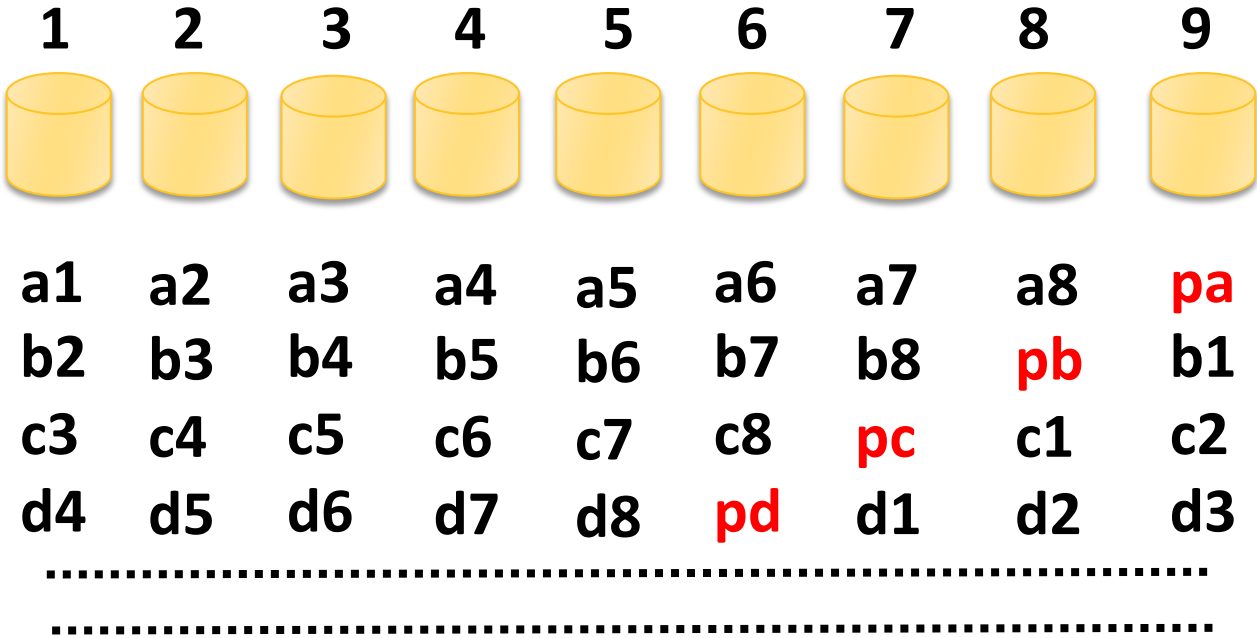 1 2 3 4 5 6 7 8 9
a1 a2 a3 a4 a5 a6 a7 a8 pa
b2 b3 b4 b5 b6 b7 b8 pb b1
c3 c4 c5 c6 c7 c8 pc c1 c2
d4 d5 d6 d7 d8 pd d1 d2 d3